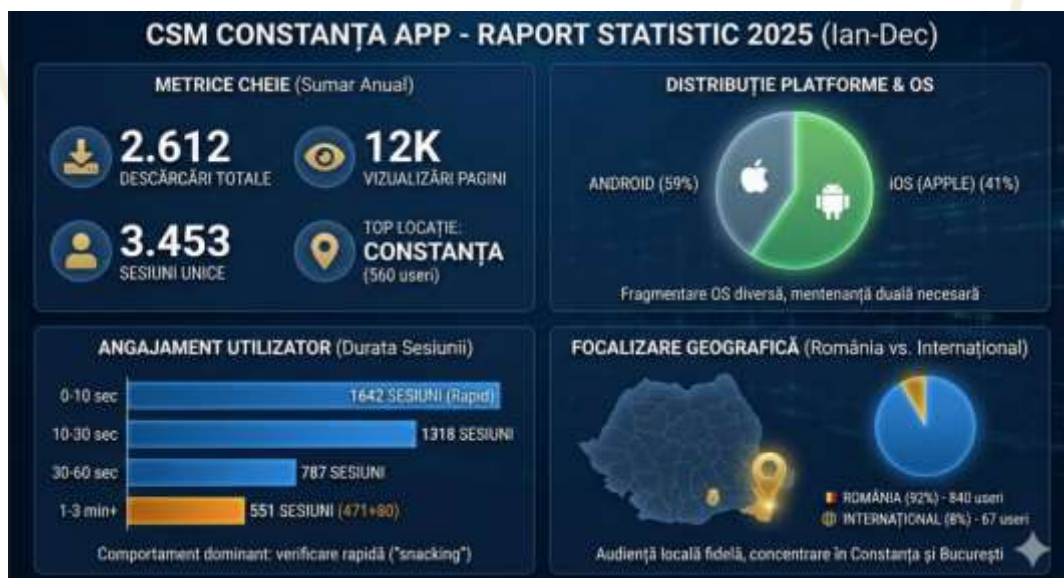 CSM CONSTANȚA APP - RAPORT STATISTIC 2025 (Ian-Dec)
METRICE CHEIE (Sumar Anual)
2.612
DESCĂRCĂRI TOTALE
12K
VIZUALIZĂRI PAGINI
3.453
SESIUNI UNICE
TOP LOCAȚIE:
CONSTANȚA
(560 useri)
DISTRIBUȚIE PLATFORME & OS
ANDROID (59%)
iOS (APPLE) (41%)
Fragmentare OS diversă, mentenanță duală necesară
ANGAJAMENT UTILIZATOR (Durata Sesiunii)
0-10 sec
1642 SESIUNI (Rapid)
10-30 sec
1318 SESIUNI
30-60 sec
787 SESIUNI
1-3 min+
551 SESIUNI (471+80)
Comportament dominant: verificare rapidă ("snacking")
FOCALIZARE GEOGRAFICĂ (România vs. Internațional)
ROMÂNIA (92%) - 840 useri
INTERNAȚIONAL (8%) - 67 useri
Audiență locală fidelă, concentrare în Constanța și București